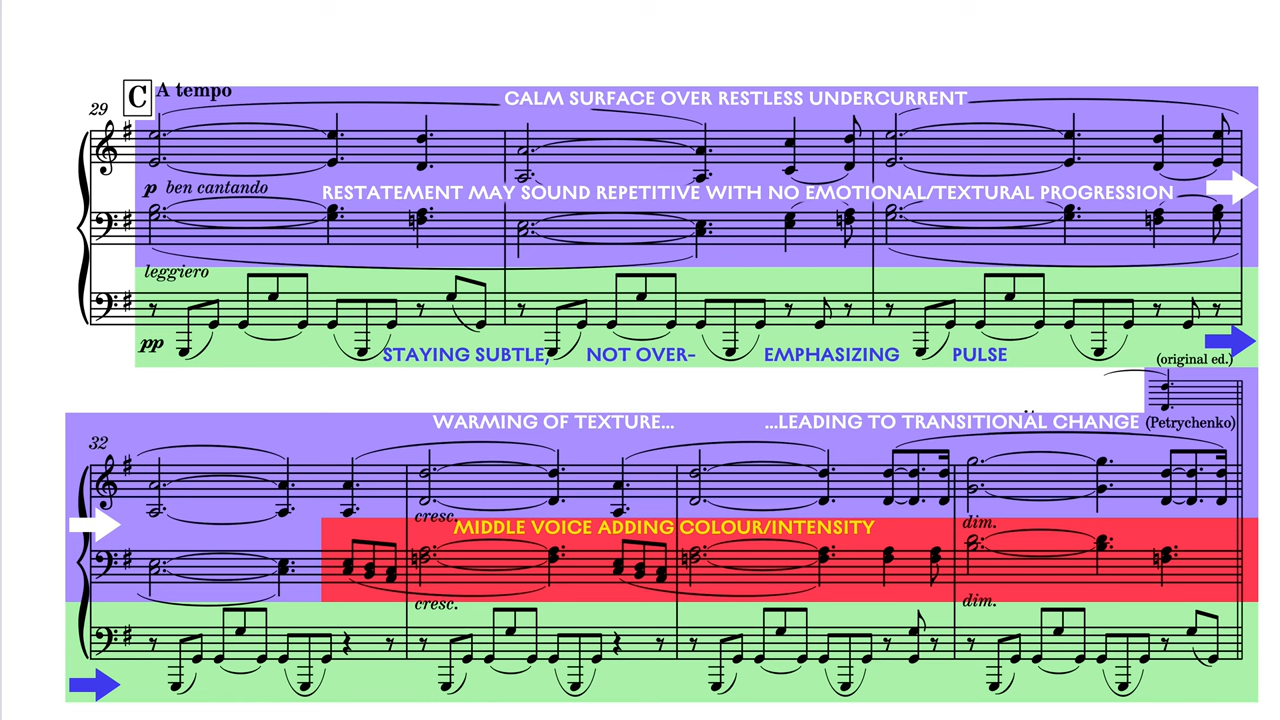 29
C A tempo
CALM SURFACE OVER RESTLESS UNDERCURRENT
p ben cantando
RESTATEMENT MAY SOUND REPETITIVE WITH NO EMOTIONAL/TEXTURAL PROGRESSION
leggiero
pp
STAYING SUBTLE, NOT OVER- EMPHASIZING PULSE
(original ed.)
32
WARMING OF TEXTURE... ...LEADING TO TRANSITIONAL CHANGE
(Petrychenko)
cresc.
dim.
MIDDLE VOICE ADDING COLOUR/INTENSITY
cresc.
dim.